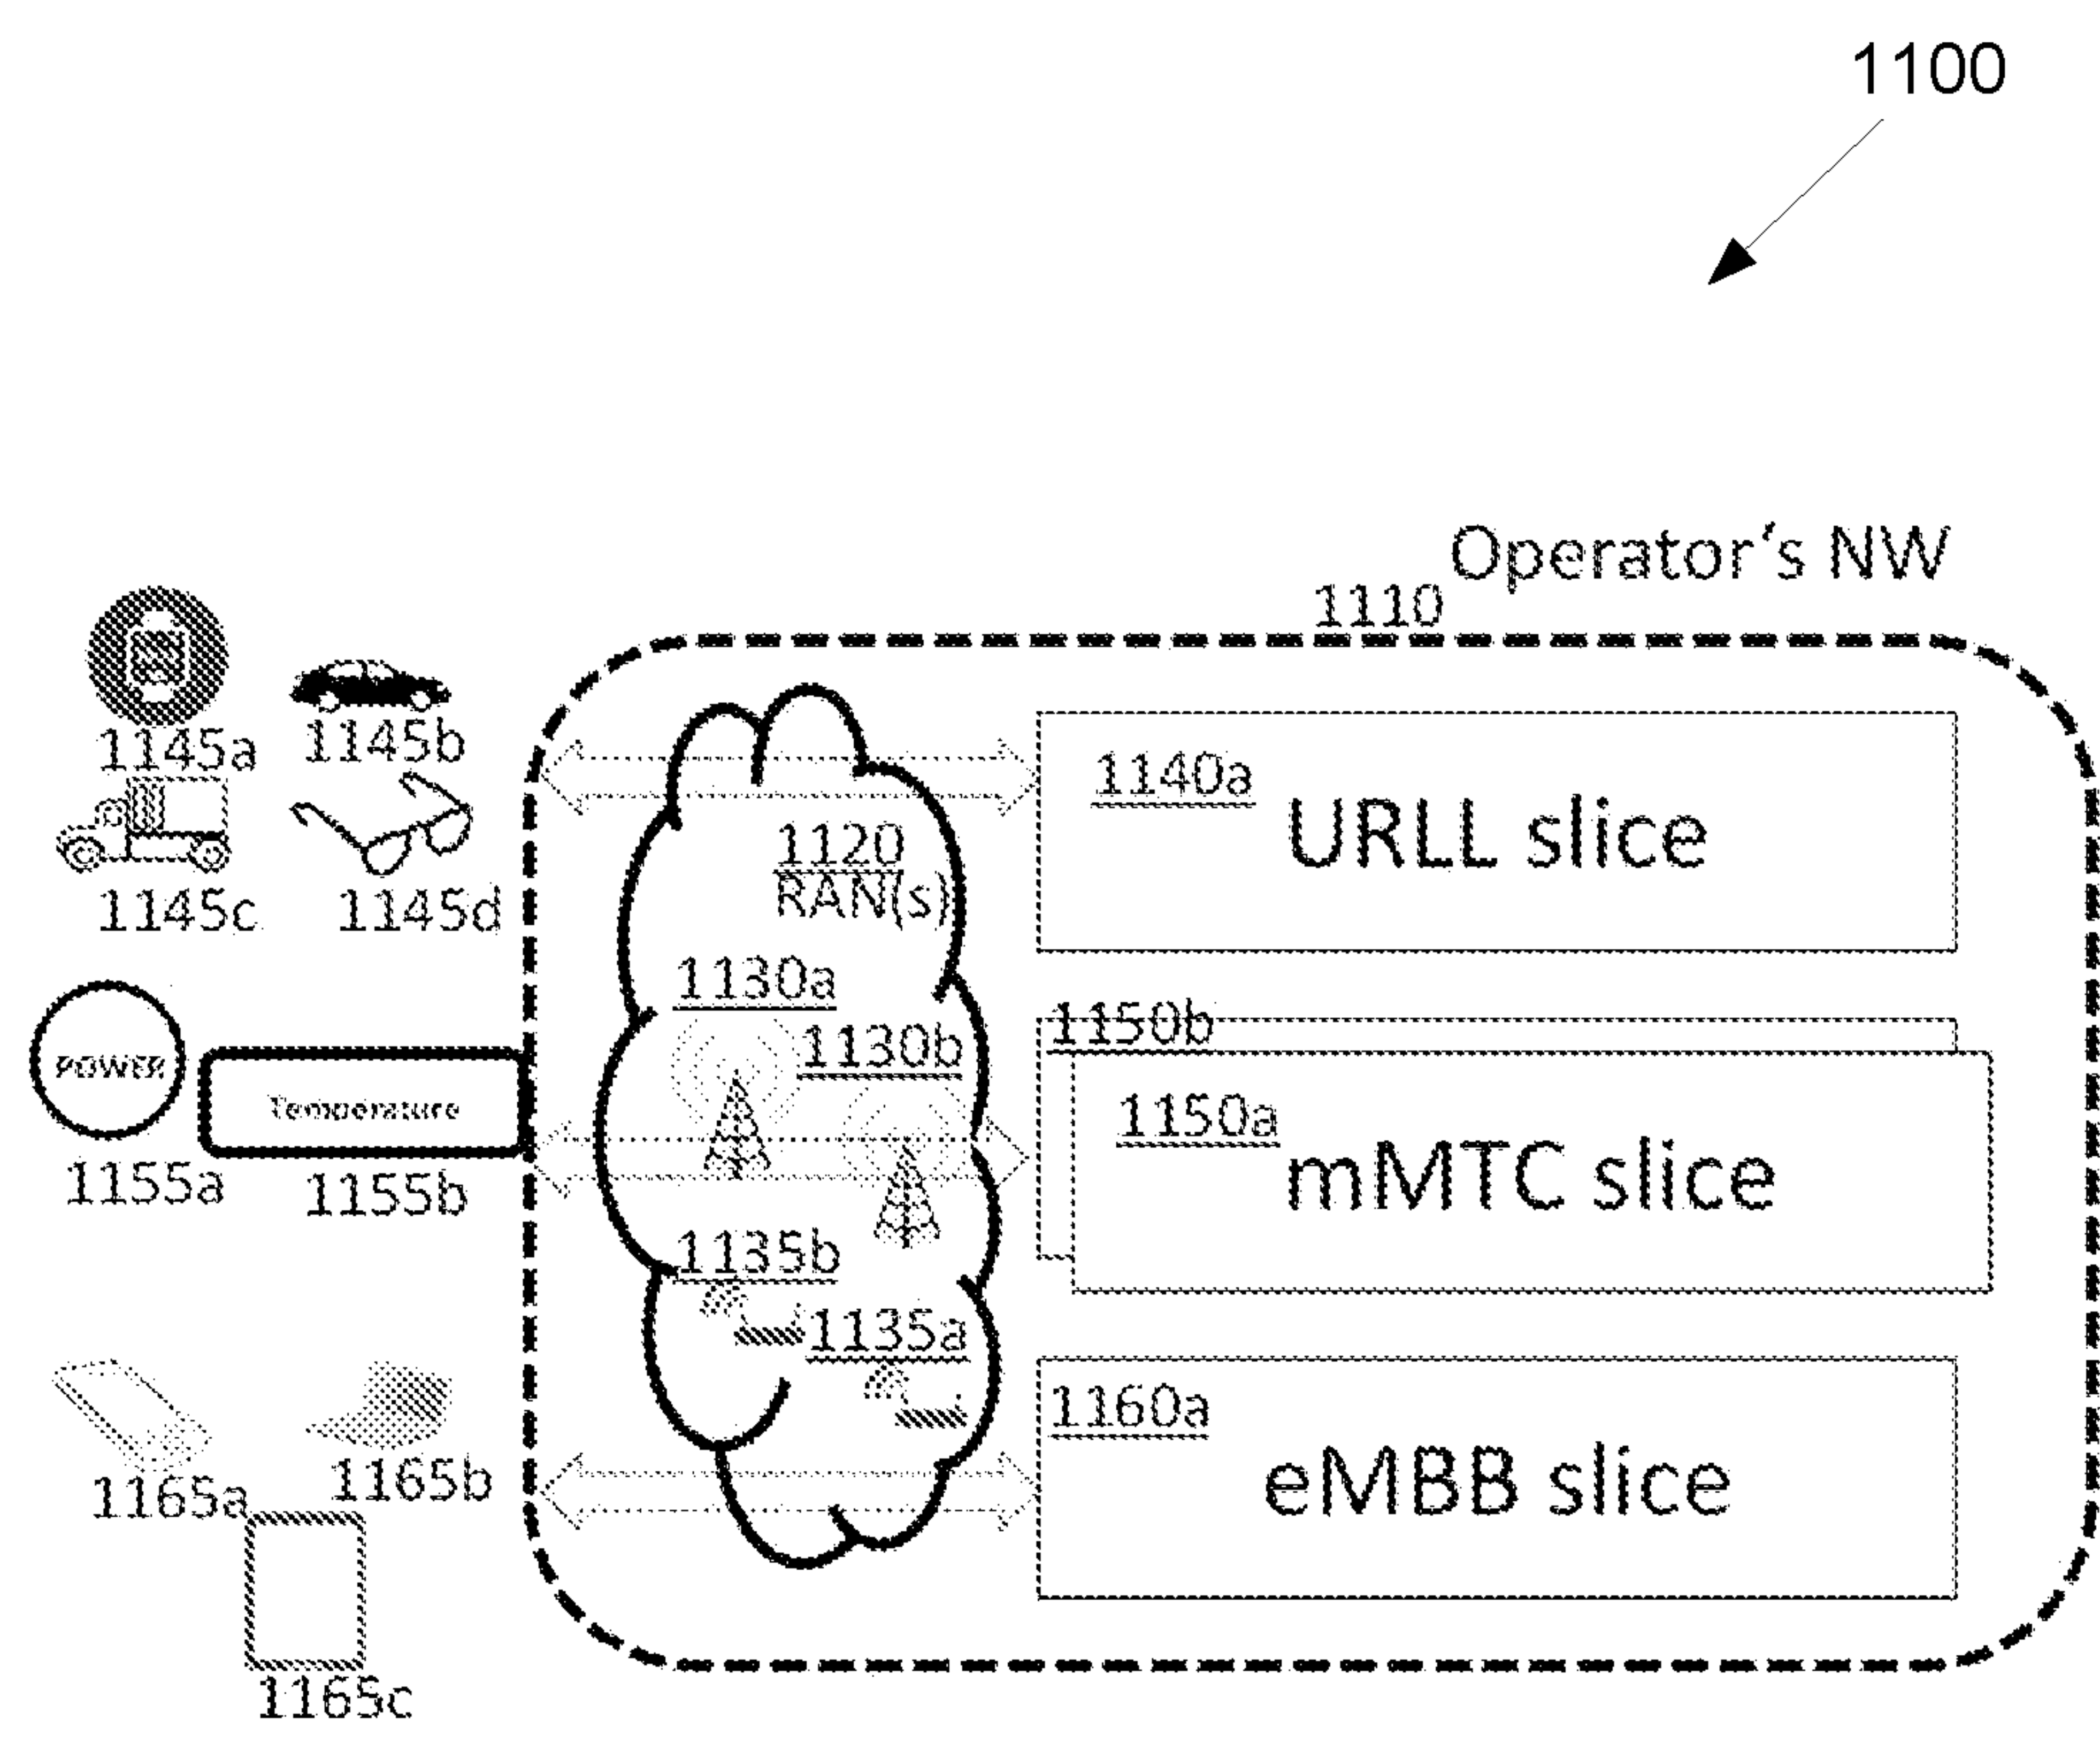 1100
Operator's NW
1110
1145a
1145b
1145c
1145d
1140a
URLL slice
1120
RAN(s)
1130a
1130b
POWER
Temperature
1155a
1155b
1150b
1150a
mMTC slice
1135b
1135a
1160a
eMBB slice
1165a
1165b
1165c